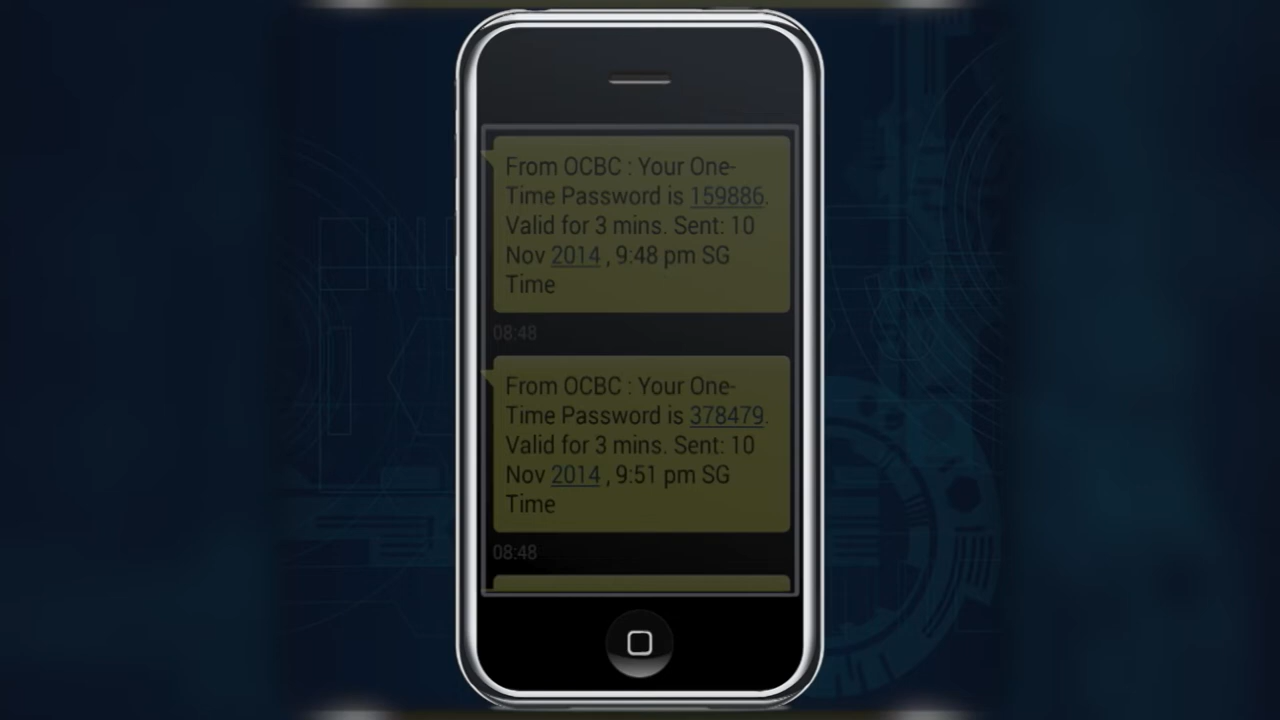 From OCBC : Your One-
Time Password is 159886.
Valid for 3 mins. Sent: 10
Nov 2014 , 9:48 pm SG
Time
08:48
From OCBC : Your One-
Time Password is 378479.
Valid for 3 mins. Sent: 10
Nov 2014 , 9:51 pm SG
Time
08:48